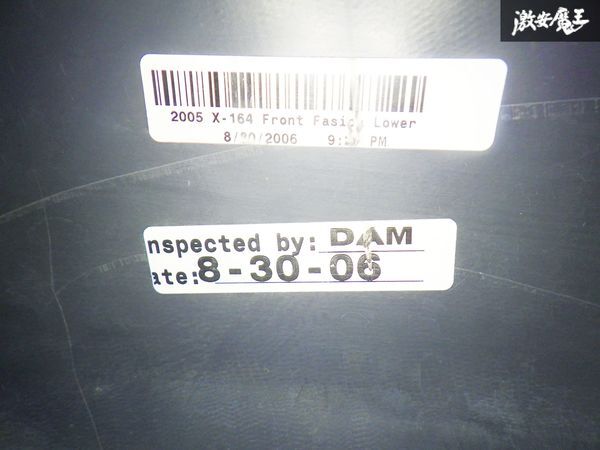 激安魔王
2005 X-164 Front Fasi Lower
8/30/2006 9: PM
nspected by: DAM
ate: 8-30-06